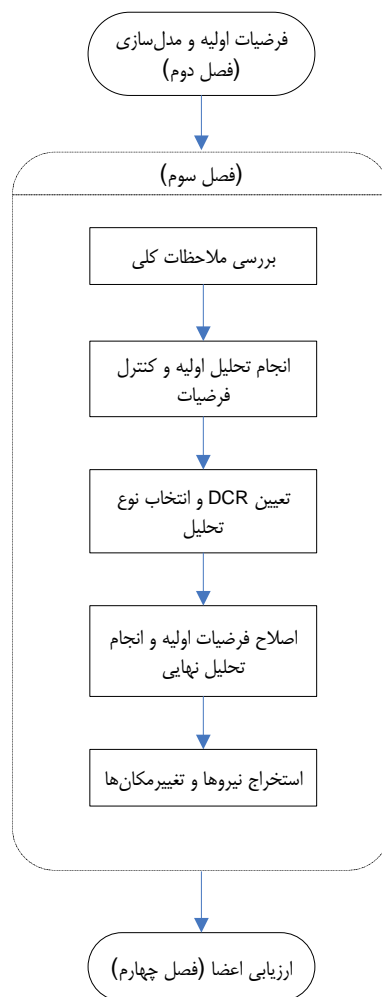 فرضیات اولیه و مدل‌سازی
(فصل دوم)
(فصل سوم)
بررسی ملاحظات کلی
انجام تحلیل اولیه و کنترل
فرضیات
تعیین DCR و انتخاب نوع
تحلیل
اصلاح فرضیات اولیه و انجام
تحلیل نهایی
استخراج نیروها و تغییرمکان‌ها
ارزیابی اعضا (فصل چهارم)